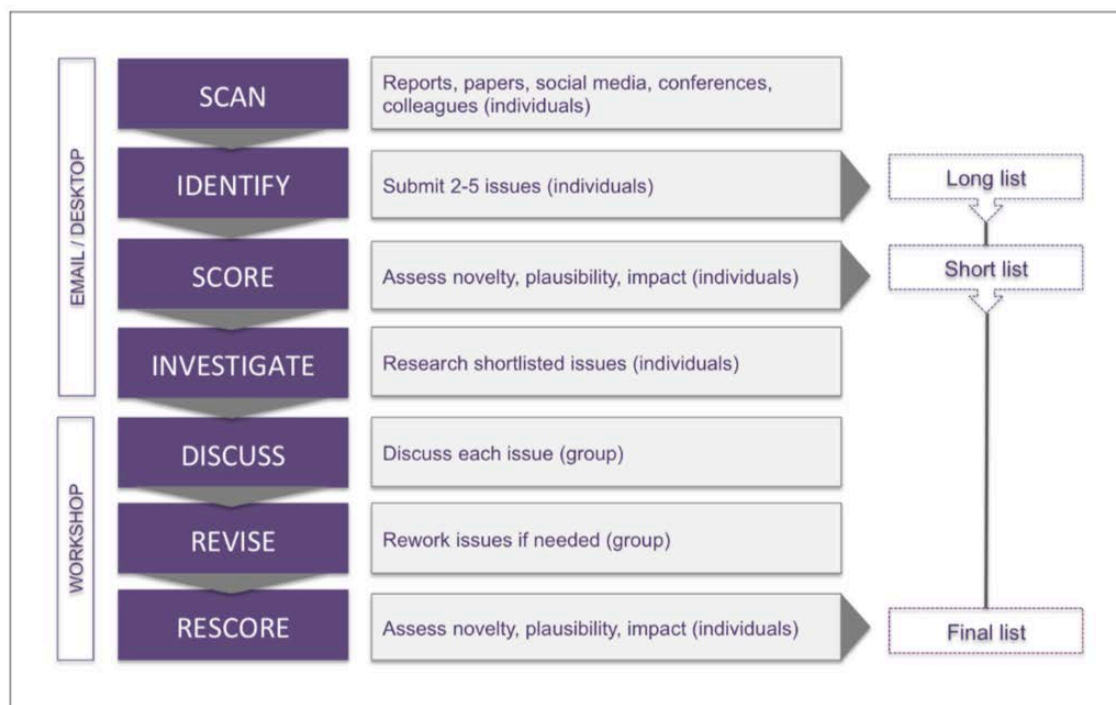 EMAIL / DESKTOP
SCAN
Reports, papers, social media, conferences,
colleagues (individuals)
IDENTIFY
Submit 2-5 issues (individuals)
Long list
SCORE
Assess novelty, plausibility, impact (individuals)
Short list
INVESTIGATE
Research shortlisted issues (individuals)
WORKSHOP
DISCUSS
Discuss each issue (group)
REVISE
Rework issues if needed (group)
RESCORE
Assess novelty, plausibility, impact (individuals)
Final list